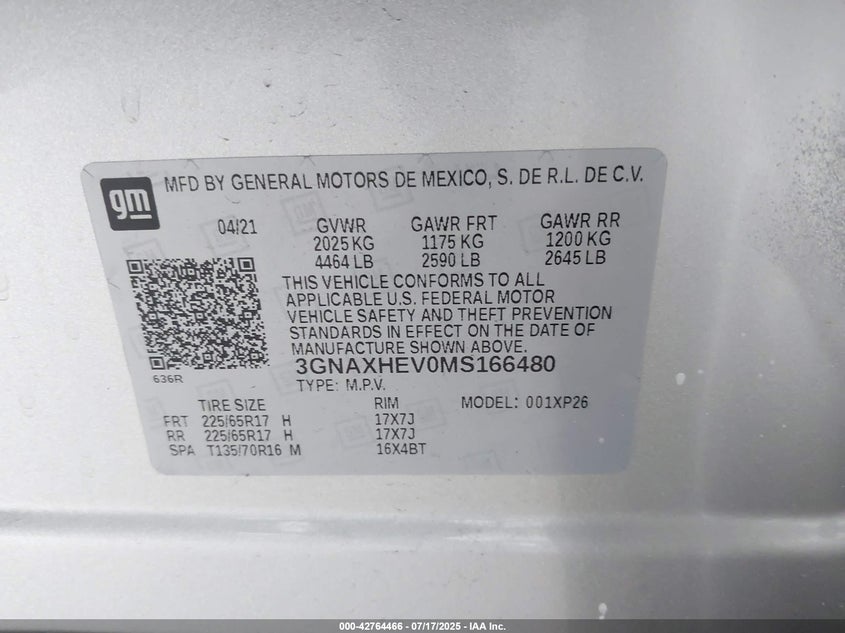 gm
MFD BY GENERAL MOTORS DE MEXICO, S. DE R.L. DE C.V.
04/21 GVWR GAWR FRT GAWR RR
2025 KG 1175 KG 1200 KG
4464 LB 2590 LB 2645 LB
THIS VEHICLE CONFORMS TO ALL
APPLICABLE U.S. FEDERAL MOTOR
VEHICLE SAFETY AND THEFT PREVENTION
STANDARDS IN EFFECT ON THE DATE OF
MANUFACTURE SHOWN ABOVE.
3GNAXHEV0MS166480
636R TYPE: M.P.V.
TIRE SIZE RIM MODEL: 001XP26
FRT 225/65R17 H 17X7J
RR 225/65R17 H 17X7J
SPA T135/70R16 M 16X4BT
000-42764466 - 07/17/2025 - IAA Inc.